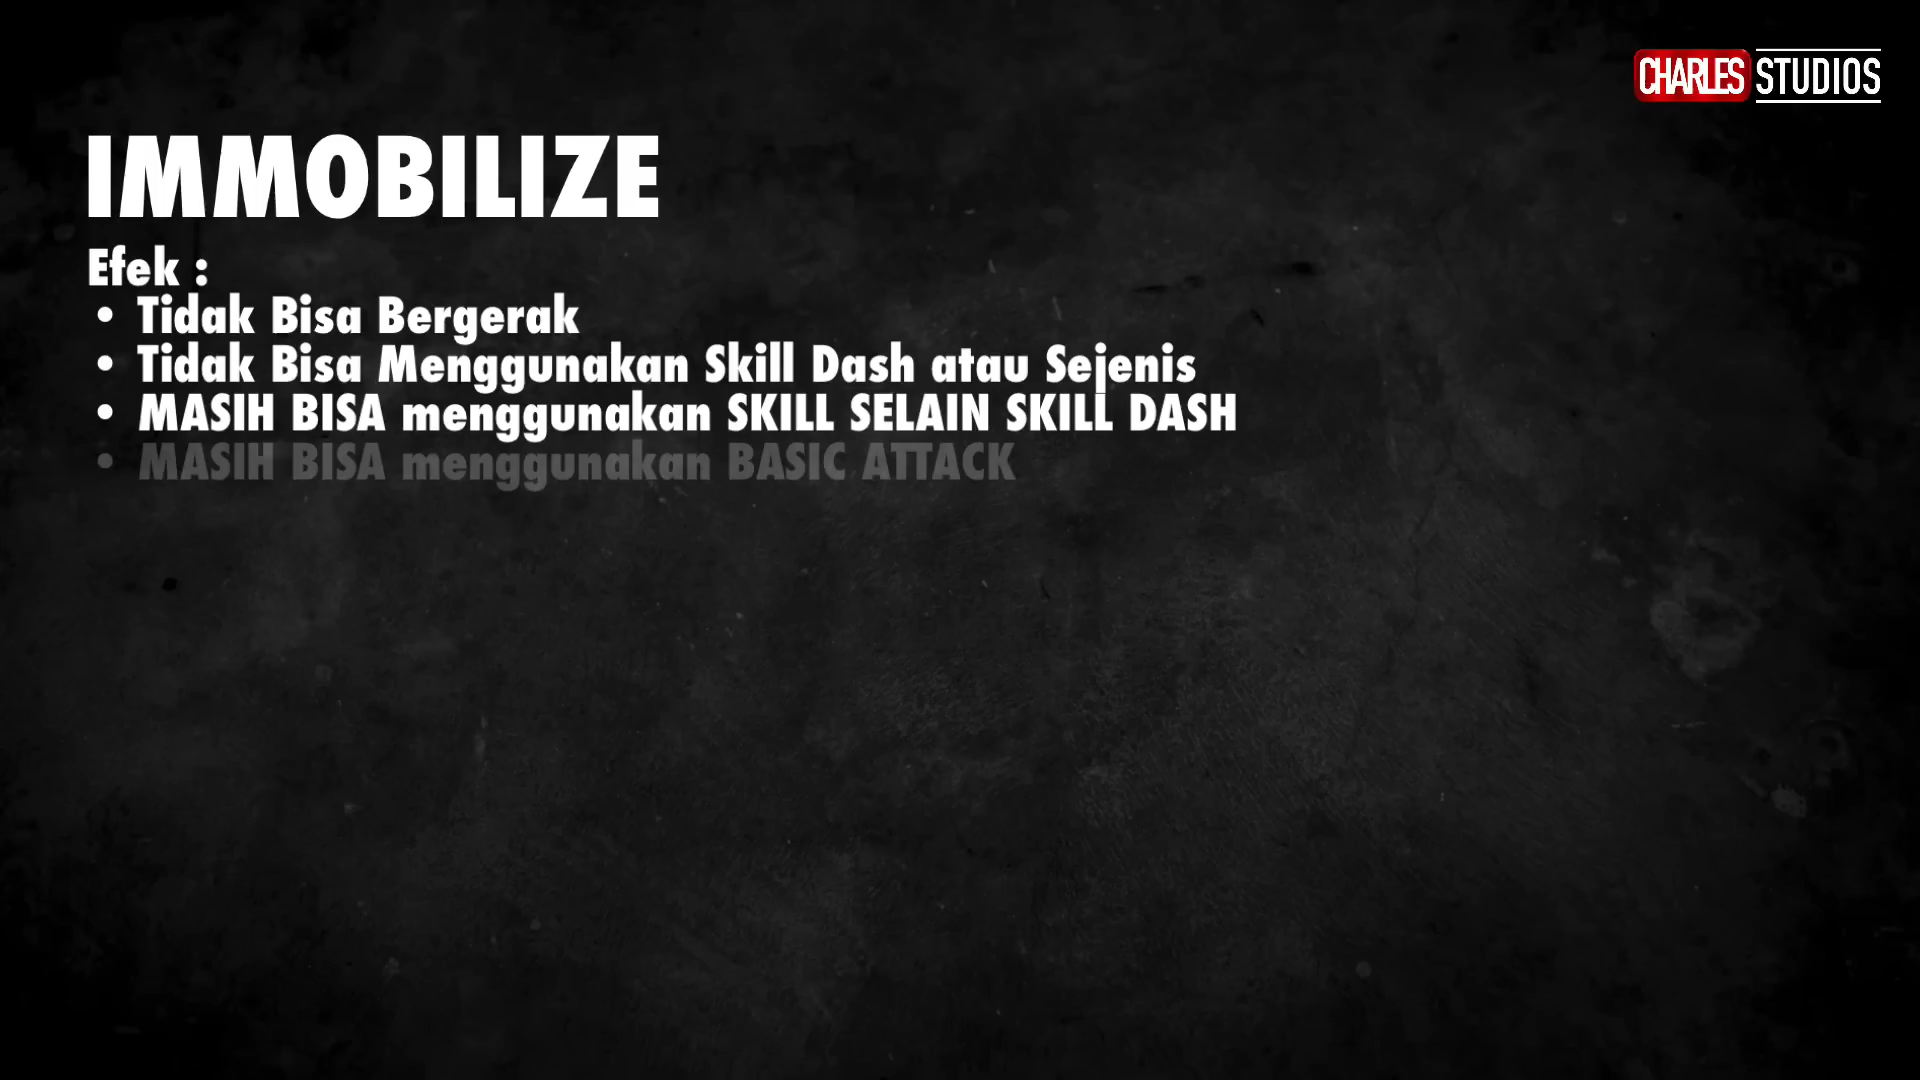 CHARLES STUDIOS
IMMOBILIZE
Efek :
• Tidak Bisa Bergerak
• Tidak Bisa Menggunakan Skill Dash atau Sejenis
• MASIH BISA menggunakan SKILL SELAIN SKILL DASH
• MASIH BISA menggunakan BASIC ATTACK